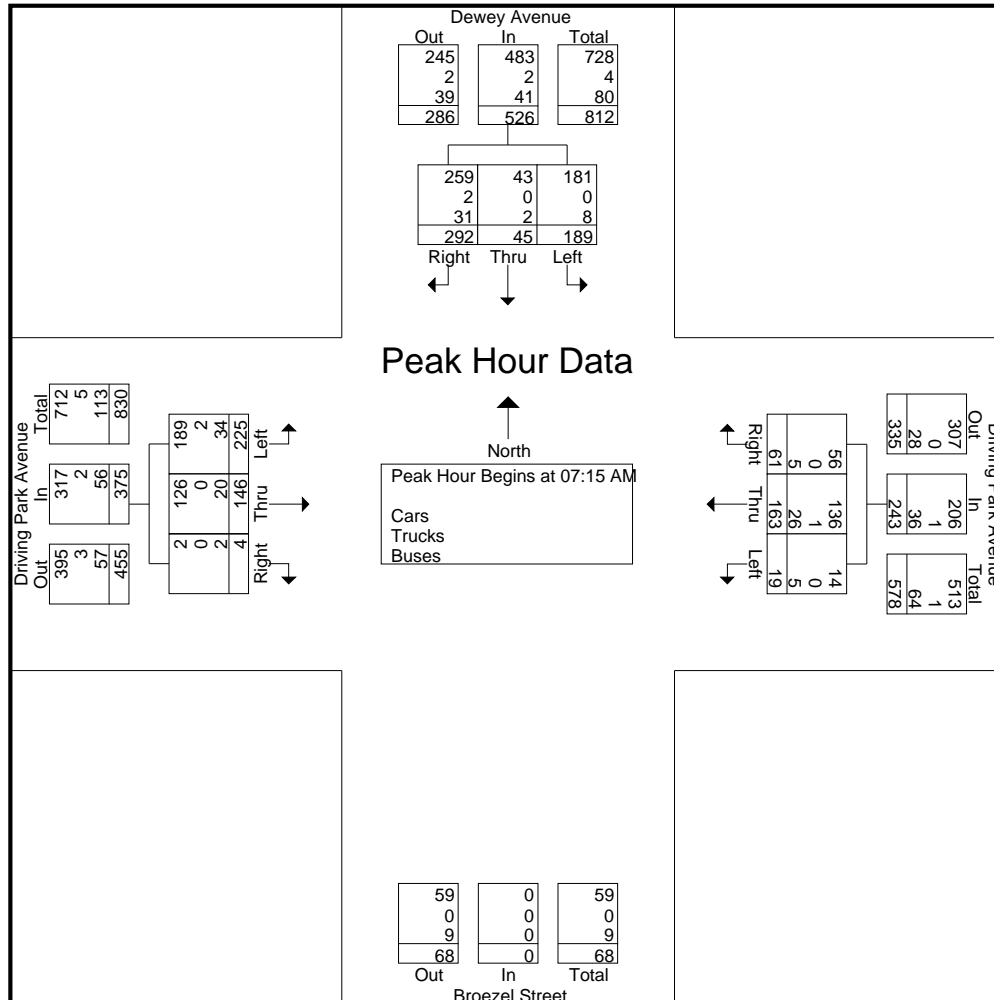 Dewey Avenue
Out In Total
245 483 728
2 2 4
39 41 80
286 526 812
259 43 181
2 0 0
31 2 8
292 45 189
Right Thru Left
Peak Hour Data
North
Peak Hour Begins at 07:15 AM
Cars
Trucks
Buses
Driving Park Avenue
Out In Total
395 317 712
3 2 5
57 56 113
455 375 830
189 126 2
2 0 0
34 20 2
225 146 4
Left Thru Right
Driving Park Avenue
Out In Total
307 206 513
0 1 1
28 36 64
335 243 578
56 136 14
0 1 0
5 26 5
61 163 19
Right Thru Left
59 0 59
0 0 0
9 0 9
68 0 68
Out In Total
Broezel Street